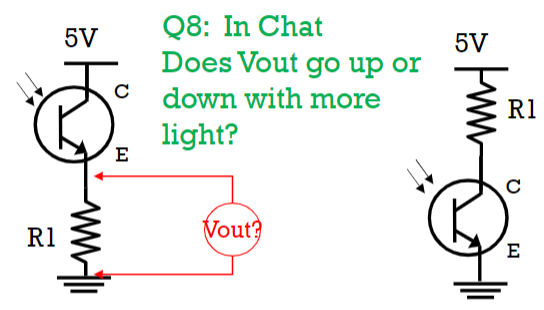 5V
C
E
R1
Q8:  In Chat
Does Vout go up or
down with more
light?
Vout?
5V
R1
C
E